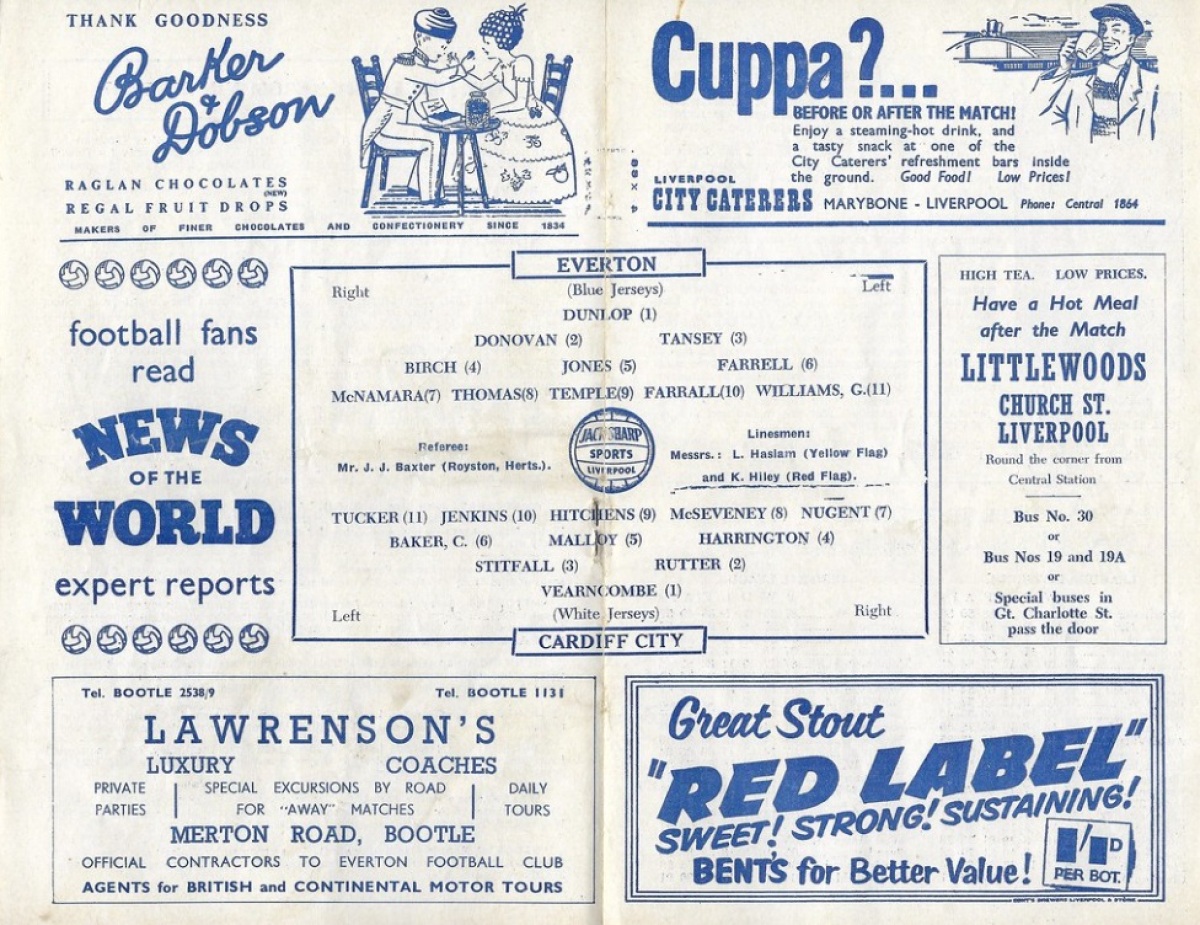 THANK GOODNESS
Barker
&
Dobson
RAGLAN CHOCOLATES
(NEW)
REGAL FRUIT DROPS
MAKERS OF FINER CHOCOLATES AND CONFECTIONERY SINCE 1834
Cuppa?....
BEFORE OR AFTER THE MATCH!
Enjoy a steaming-hot drink, and
a tasty snack at one of the
City Caterers' refreshment bars inside
the ground. Good Food! Low Prices!
LIVERPOOL
CITY CATERERS MARYBONE - LIVERPOOL Phone: Central 1864
football fans
read
NEWS
OF THE
WORLD
expert reports
EVERTON
Right (Blue Jerseys) Left
DUNLOP (1)
DONOVAN (2) TANSEY (3)
BIRCH (4) JONES (5) FARRELL (6)
McNAMARA(7) THOMAS(8) TEMPLE(9) FARRALL(10) WILLIAMS, G.(11)
Referee:
Mr. J. J. Baxter (Royston, Herts.).
JACK SHARP
SPORTS
LIVERPOOL
Linesmen:
Messrs.: L. Haslam (Yellow Flag)
and K. Hiley (Red Flag).
TUCKER (11) JENKINS (10) HITCHENS (9) McSEVENEY (8) NUGENT (7)
BAKER, C. (6) MALLOY (5) HARRINGTON (4)
STITFALL (3) RUTTER (2)
VEARNCOMBE (1)
Left (White Jerseys) Right
CARDIFF CITY
HIGH TEA. LOW PRICES.
Have a Hot Meal
after the Match
LITTLEWOODS
CHURCH ST.
LIVERPOOL
Round the corner from
Central Station
Bus No. 30
or
Bus Nos 19 and 19A
or
Special buses in
Gt. Charlotte St.
pass the door
Tel. BOOTLE 2538/9 Tel. BOOTLE 1131
LAWRENSON'S
LUXURY COACHES
PRIVATE PARTIES
SPECIAL EXCURSIONS BY ROAD
FOR "AWAY" MATCHES
DAILY TOURS
MERTON ROAD, BOOTLE
OFFICIAL CONTRACTORS TO EVERTON FOOTBALL CLUB
AGENTS for BRITISH and CONTINENTAL MOTOR TOURS
Great Stout
"RED LABEL"
SWEET! STRONG! SUSTAINING!
BENT'S for Better Value!
1/1D
PER BOT.